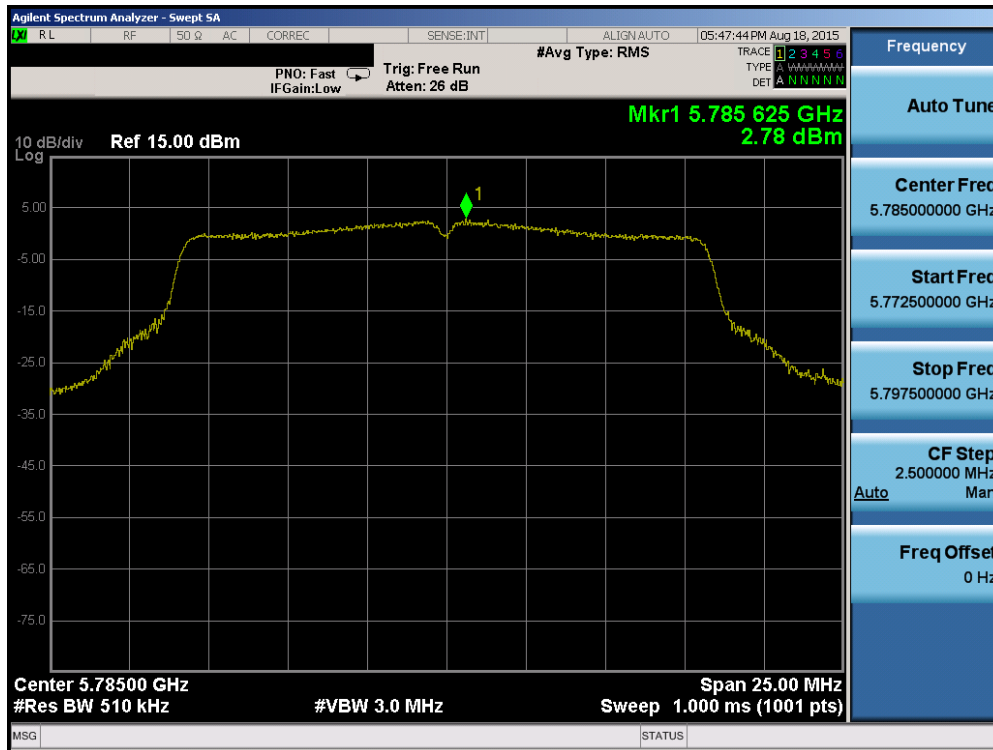 Agilent Spectrum Analyzer - Swept SA
LXI RL RF 50 Ω AC CORREC SENSE:INT ALIGN AUTO 05:47:44 PM Aug 18, 2015
#Avg Type: RMS TRACE 1 2 3 4 5 6
PNO: Fast Trig: Free Run TYPE A WWWWW
IFGain:Low Atten: 26 dB DET A N N N N N
Mkr1 5.785 625 GHz
2.78 dBm
10 dB/div Ref 15.00 dBm
Log
1
5.00
-5.00
-15.0
-25.0
-35.0
-45.0
-55.0
-65.0
-75.0
Center 5.78500 GHz Span 25.00 MHz
#Res BW 510 kHz #VBW 3.0 MHz Sweep 1.000 ms (1001 pts)
MSG STATUS
Frequency
Auto Tune
Center Freq
5.785000000 GHz
Start Freq
5.772500000 GHz
Stop Freq
5.797500000 GHz
CF Step
2.500000 MHz
Auto Man
Freq Offset
0 Hz